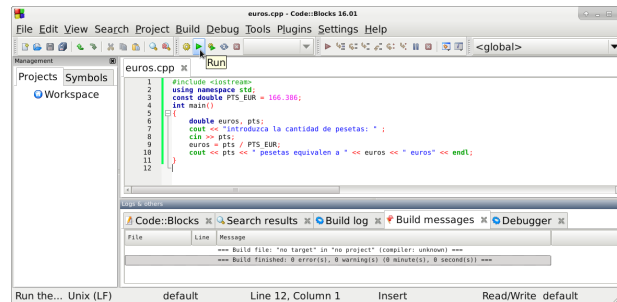 euros.cpp - Code::Blocks 16.01
File Edit View Search Project Build Debug Tools Plugins Settings Help
<global>
Run
Management
Projects Symbols
Workspace
euros.cpp
1 #include <iostream>
2 using namespace std;
3 const double PTS_EUR = 166.386;
4 int main()
5 {
6 double euros, pts;
7 cout << "introduzca la cantidad de pesetas: " ;
8 cin >> pts;
9 euros = pts / PTS_EUR;
10 cout << pts << " pesetas equivalen a " << euros << " euros" << endl;
11 }
12
Logs & others
Code::Blocks Search results Build log Build messages Debugger
File Line Message
=== Build file: "no target" in "no project" (compiler: unknown) ===
=== Build finished: 0 error(s), 0 warning(s) (0 minute(s), 0 second(s)) ===
Run the... Unix (LF) default Line 12, Column 1 Insert Read/Write default